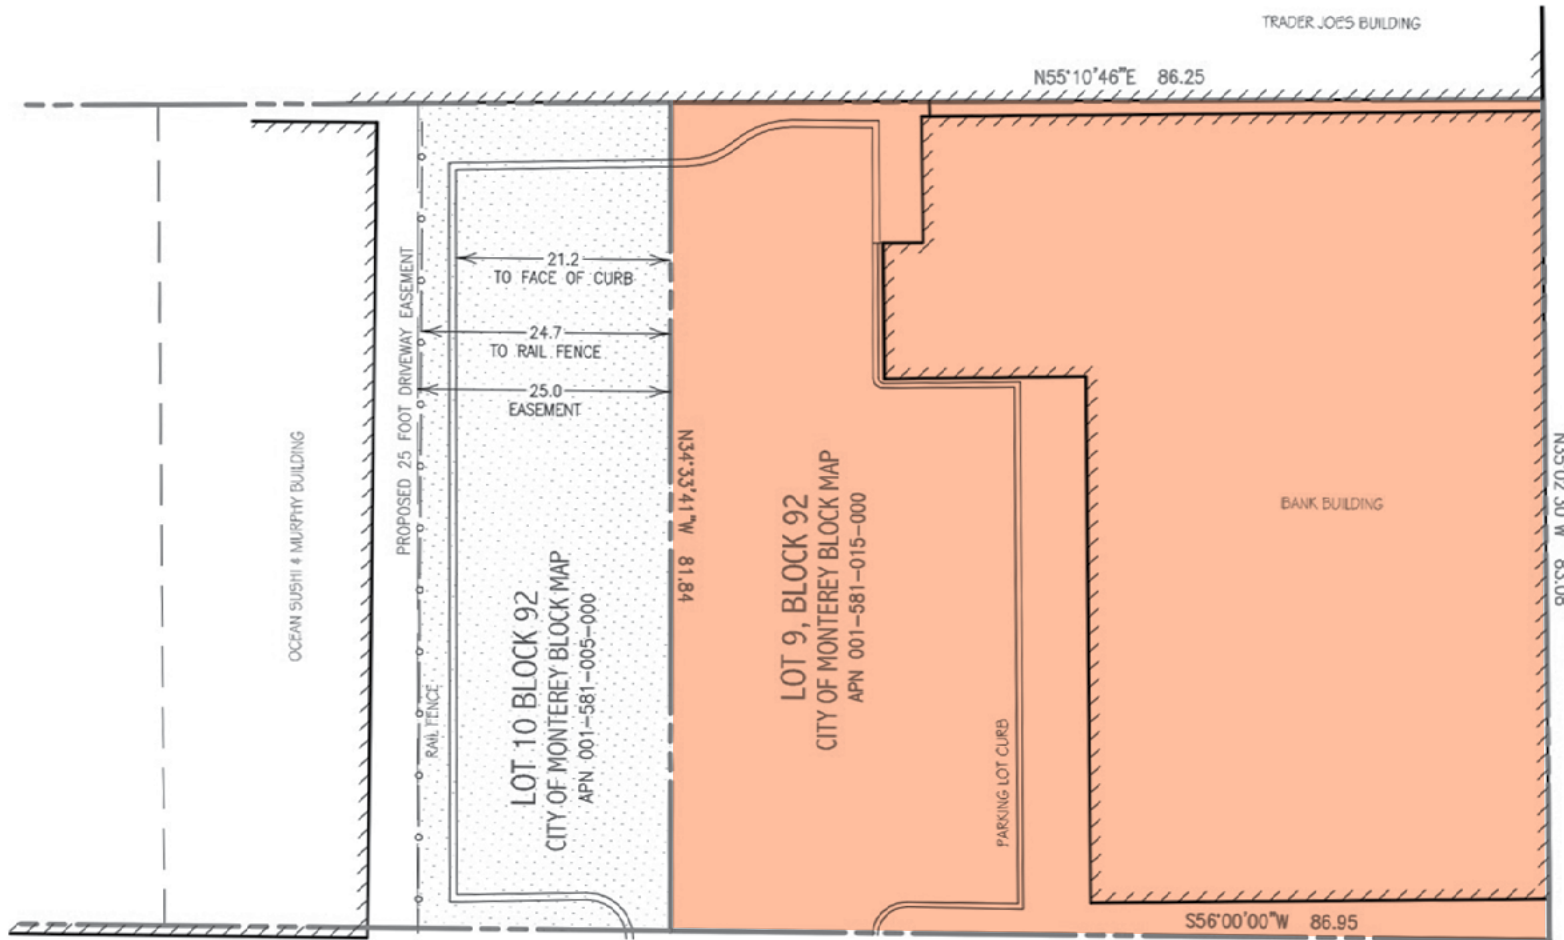 TRADER JOES BUILDING
N55°10'46"E 86.25
21.2
TO FACE OF CURB
24.7
TO RAIL FENCE
25.0
EASEMENT
PROPOSED 25 FOOT DRIVEWAY EASEMENT
OCEAN SUSHI & MURPHY BUILDING
RAIL FENCE
LOT 10 BLOCK 92
CITY OF MONTEREY BLOCK MAP
APN 001-581-005-000
N34°33'41"W 81.84
LOT 9, BLOCK 92
CITY OF MONTEREY BLOCK MAP
APN 001-581-015-000
PARKING LOT CURB
BANK BUILDING
S56°00'00"W 86.95